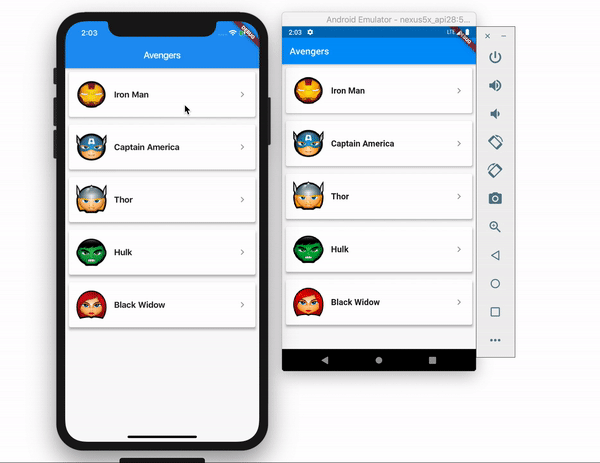 2:03
DEBUG
Avengers
Iron Man
Captain America
Thor
Hulk
Black Widow
Android Emulator - nexus5x_api28:5...
2:03
LTE
Avengers
Iron Man
Captain America
Thor
Hulk
Black Widow